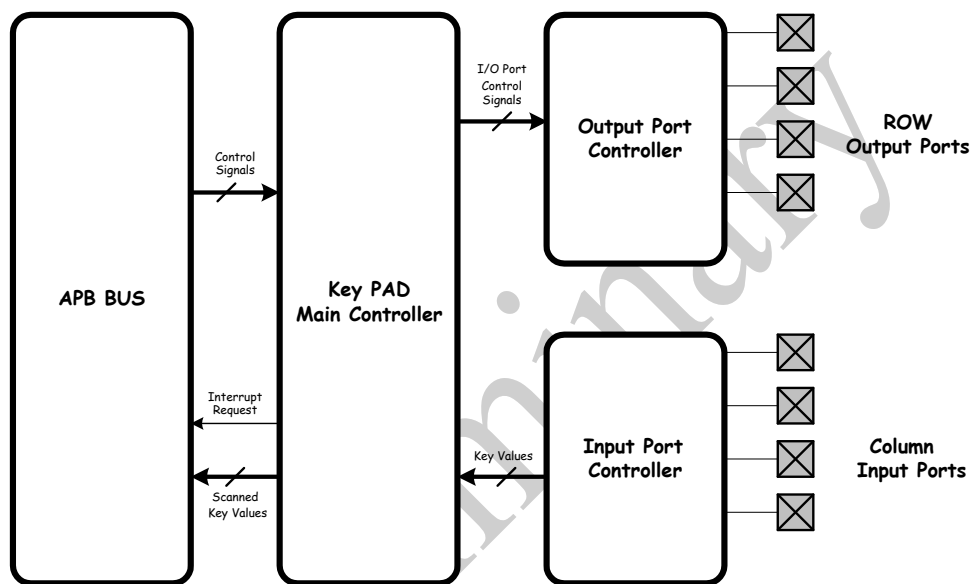 APB BUS
Control
Signals
Interrupt
Request
Scanned
Key Values
Key PAD
Main Controller
I/O Port
Control
Signals
Key Values
Output Port
Controller
Input Port
Controller
ROW
Output Ports
Column
Input Ports
minary